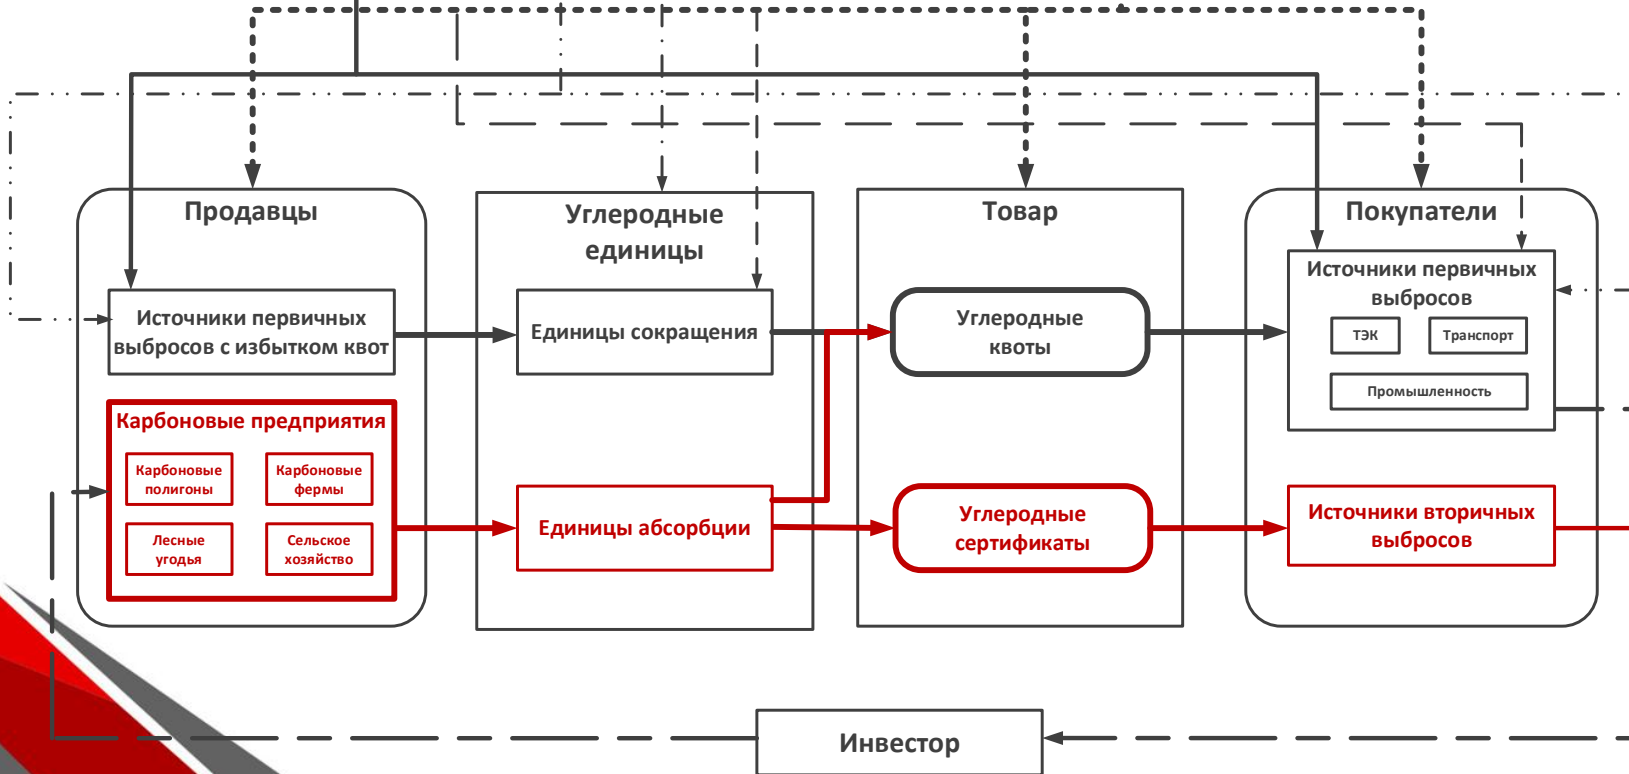 Продавцы
Источники первичных
выбросов с избытком квот
Карбоновые предприятия
Карбоновые
полигоны
Карбоновые
фермы
Лесные
угодья
Сельское
хозяйство
Углеродные
единицы
Единицы сокращения
Единицы абсорбции
Товар
Углеродные
квоты
Углеродные
сертификаты
Покупатели
Источники первичных
выбросов
ТЭК
Транспорт
Промышленность
Источники вторичных
выбросов
Инвестор